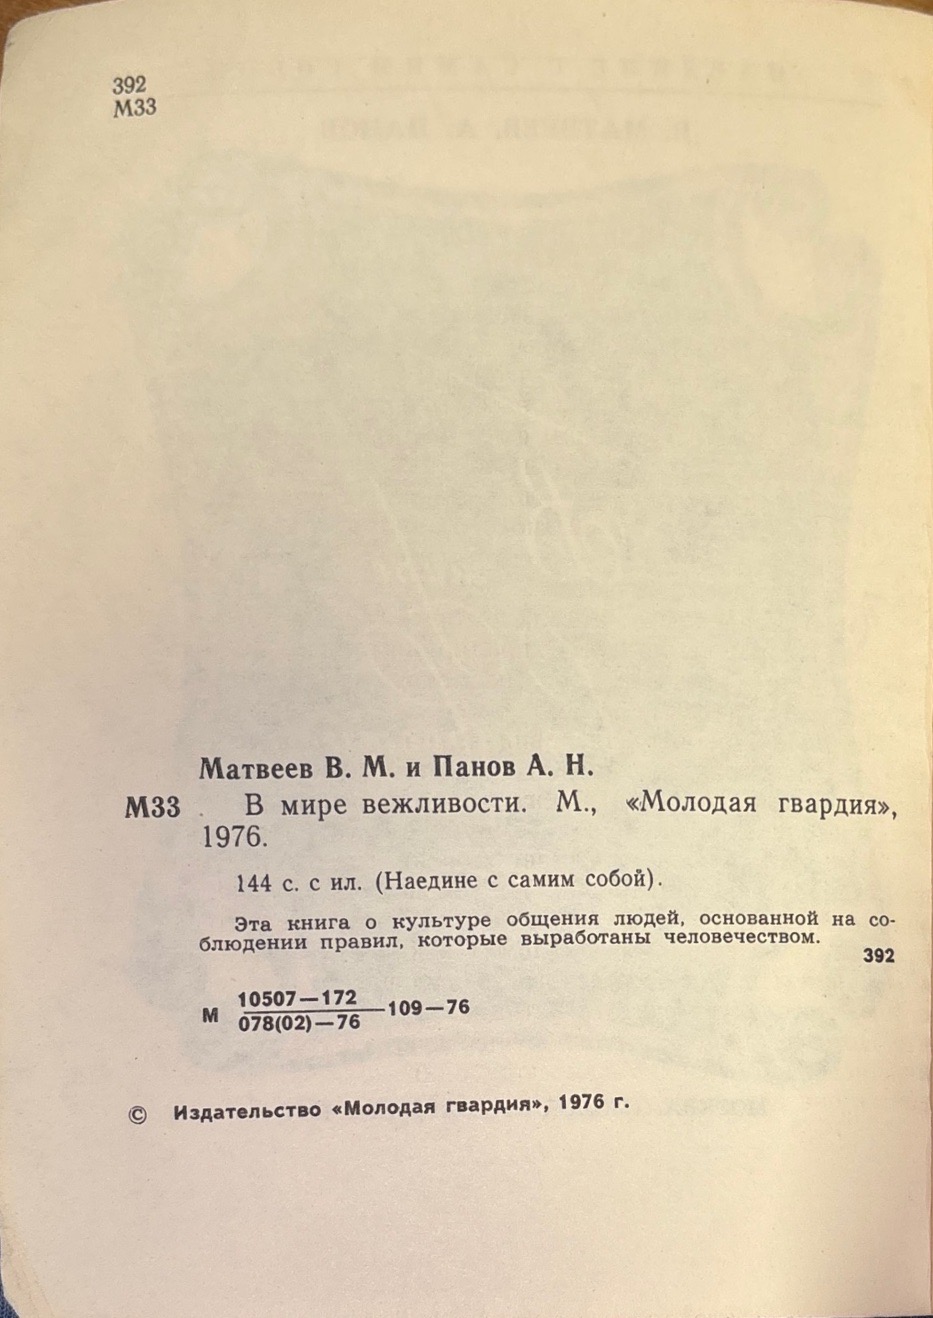 392
М33
Матвеев В. М. и Панов А. Н.
М33 В мире вежливости. М., «Молодая гвардия»,
1976.
144 с. с ил. (Наедине с самим собой).
Эта книга о культуре общения людей, основанной на со-
блюдении правил, которые выработаны человечеством.
392
М 10507—172
078(02)—76 109—76
© Издательство «Молодая гвардия», 1976 г.